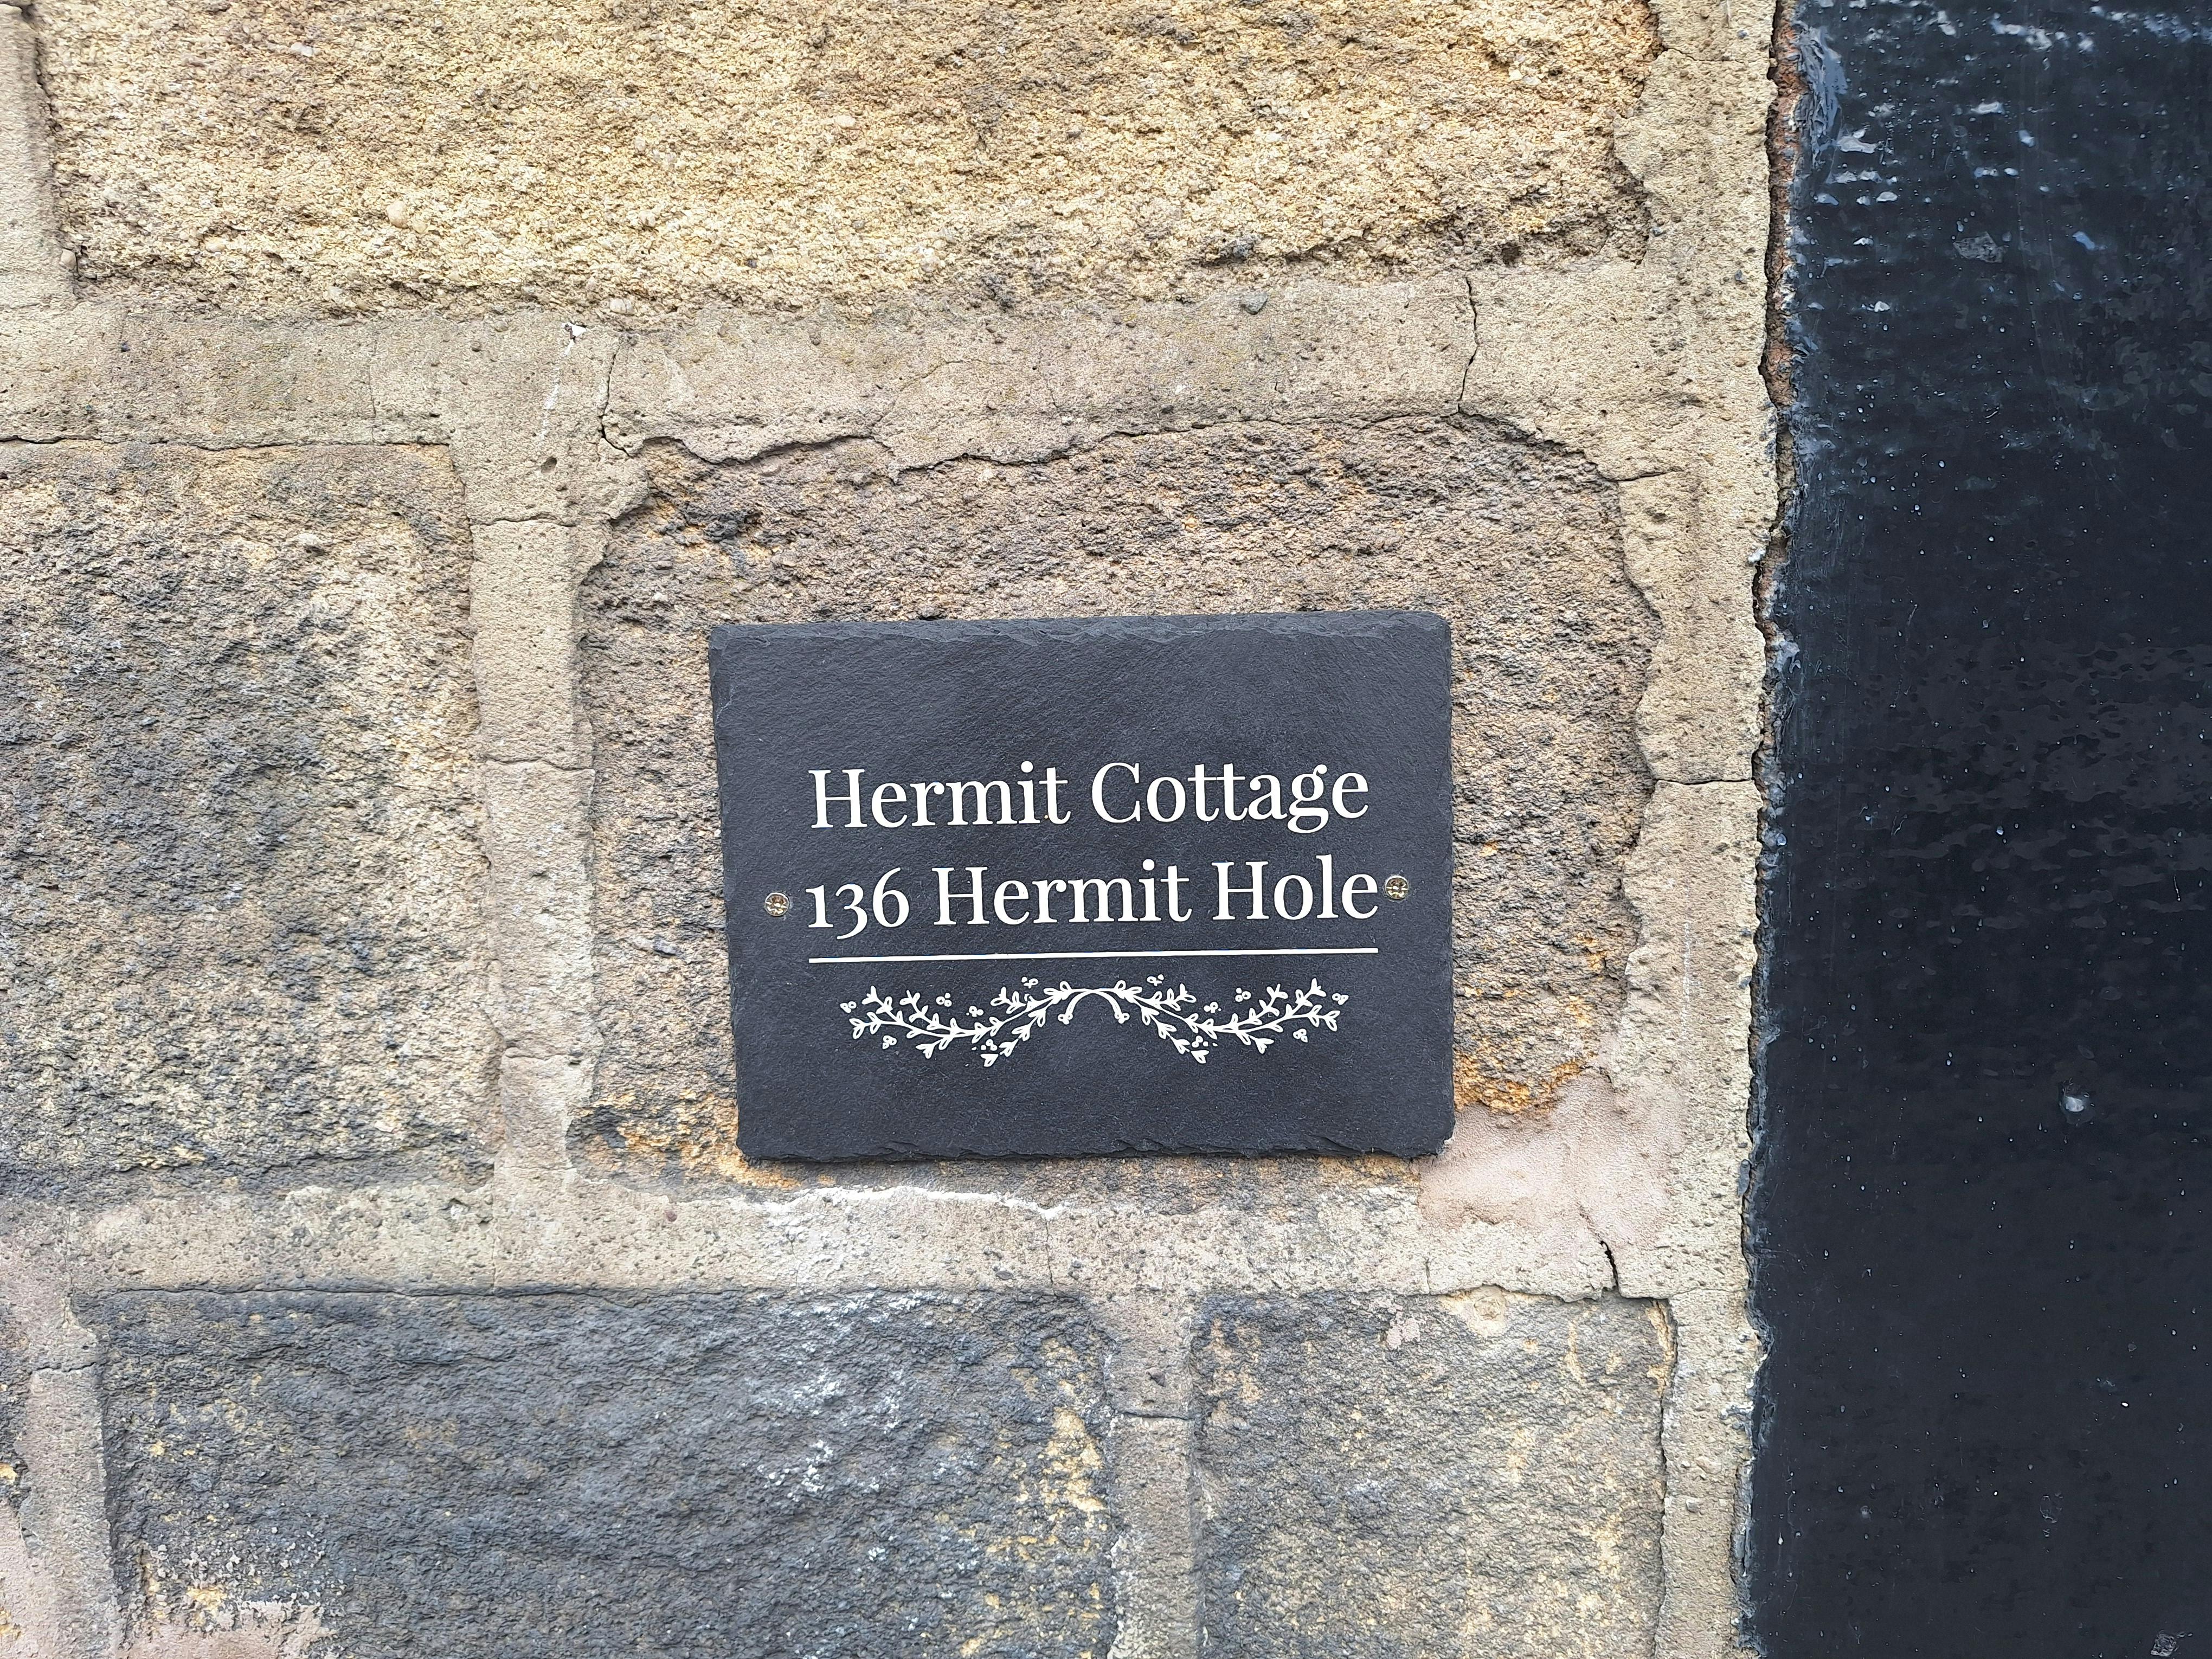 Hermit Cottage
136 Hermit Hole